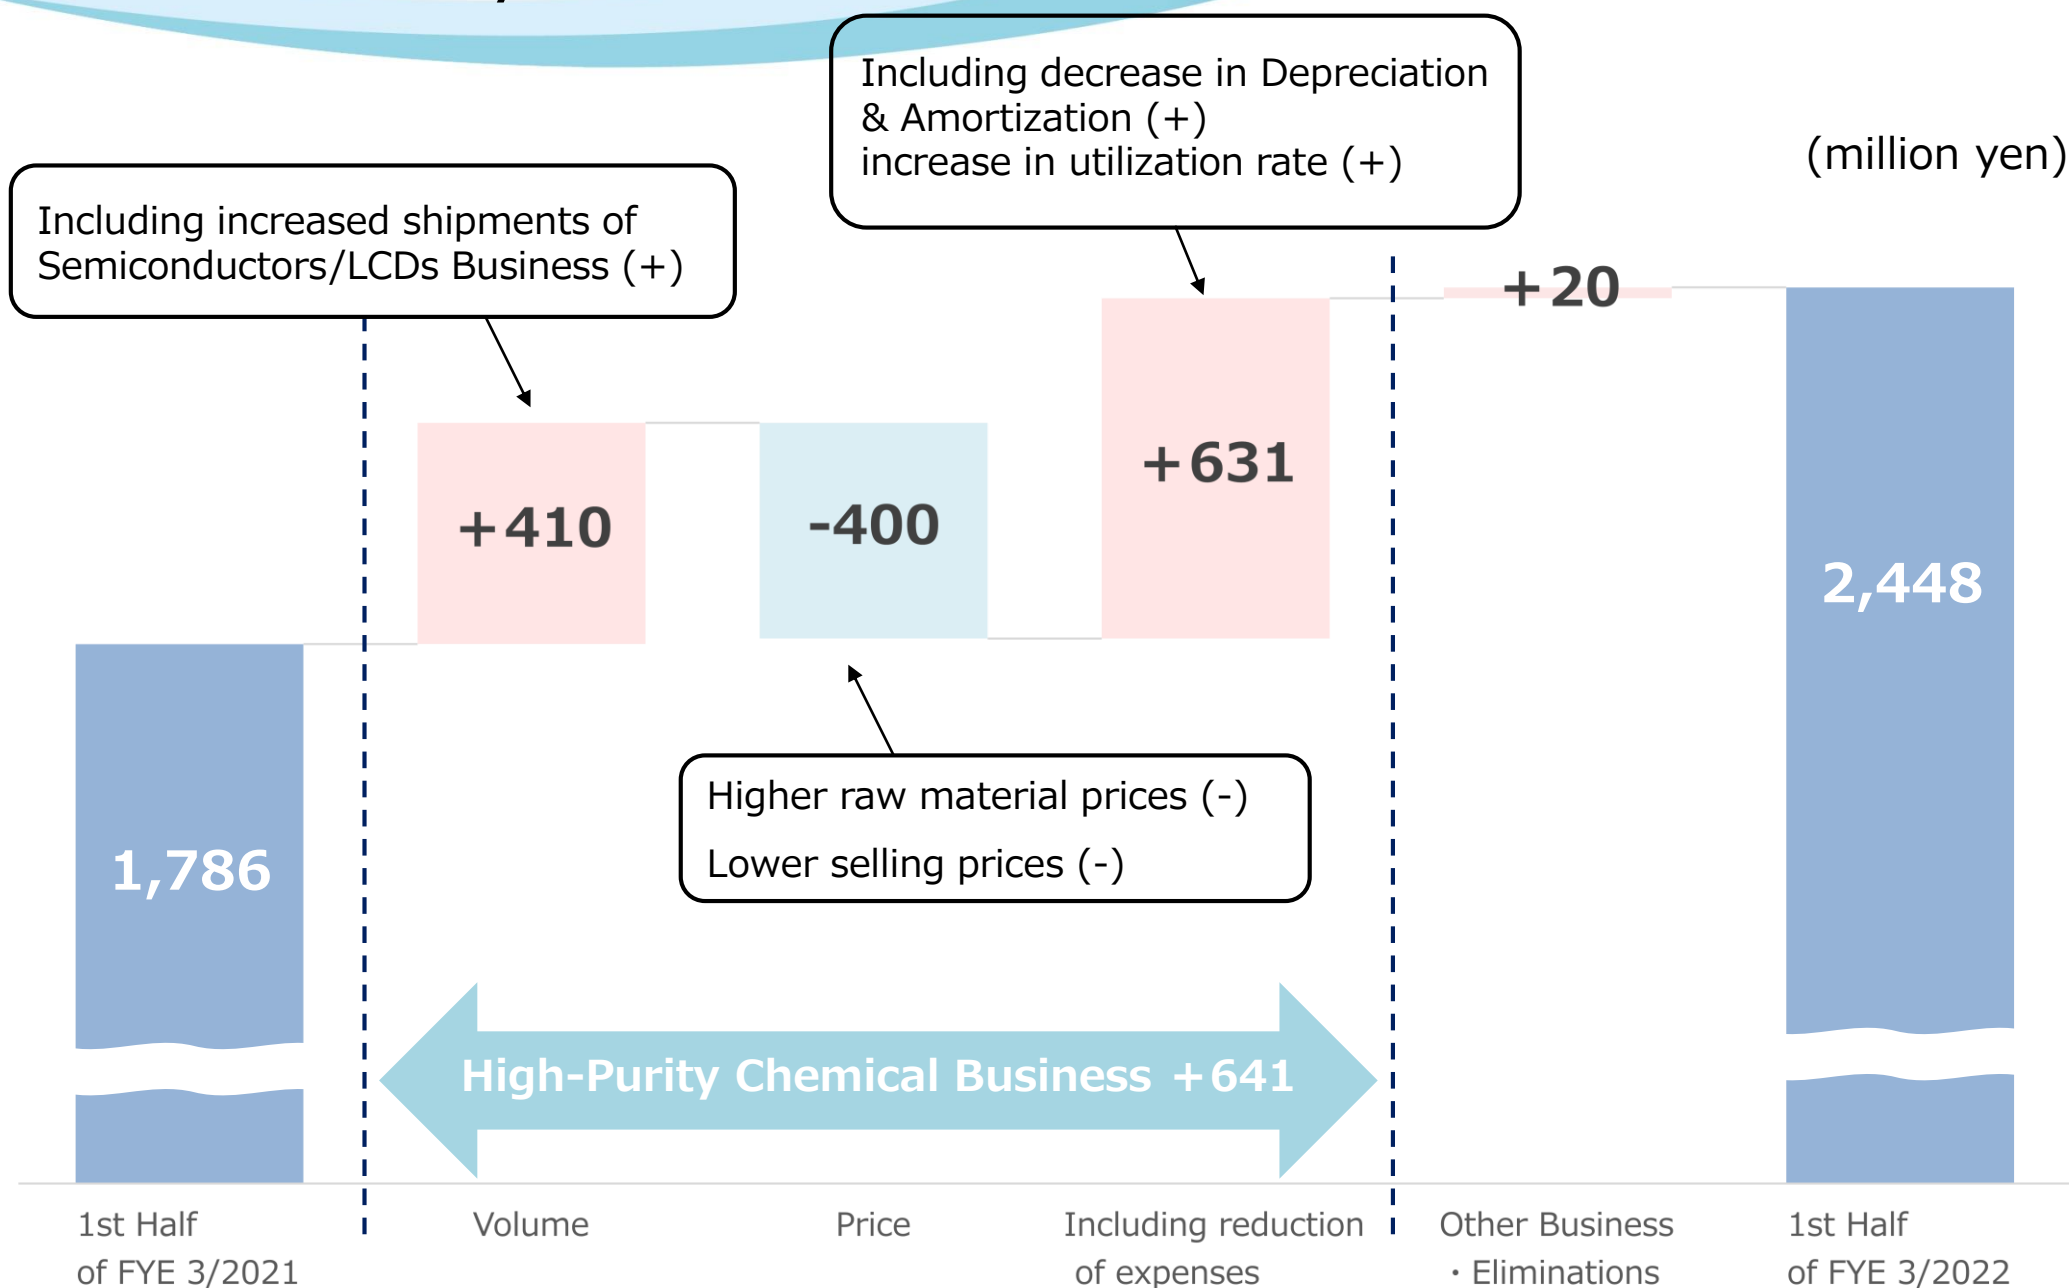 Including decrease in Depreciation
& Amortization (+)
increase in utilization rate (+)
(million yen)
Including increased shipments of
Semiconductors/LCDs Business (+)
+20
+410
-400
+631
2,448
1,786
Higher raw material prices (-)
Lower selling prices (-)
High-Purity Chemical Business +641
1st Half
of FYE 3/2021
Volume
Price
Including reduction
of expenses
Other Business
・Eliminations
1st Half
of FYE 3/2022